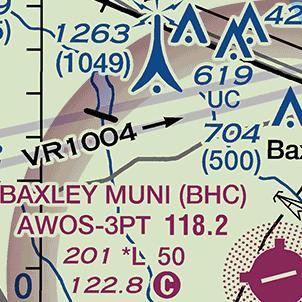 1263
(1049)
42
619
UC
704
(500)
VR1004
Bax
BAXLEY MUNI (BHC)
AWOS-3PT 118.2
201 *L 50
122.8 C
0